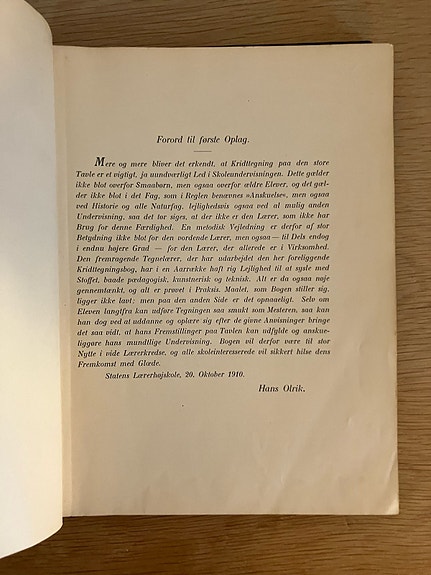 Forord til første Oplag.
Mere og mere bliver det erkendt, at Kridttegning paa den store
Tavle er et vigtigt, ja uundværligt Led i Skoleundervisningen. Dette gælder
ikke blot overfor Smaabørn, men ogsaa overfor ældre Elever, og det gæl-
der ikke blot i det Fag, som i Reglen benævnes »Anskuelse«, men ogsaa
ved Historie og alle Naturfag, lejlighedsvis ogsaa ved al mulig anden
Undervisning, saa det tør siges, at der ikke er den Lærer, som ikke har
Brug for denne Færdighed. En metodisk Vejledning er derfor af stor
Betydning ikke blot for den vordende Lærer, men ogsaa — til Dels endog
i endnu højere Grad — for den Lærer, der allerede er i Virksomhed.
Den fremragende Tegnelærer, der har udarbejdet den her foreliggende
Kridttegningsbog, har i en Aarrække haft rig Lejlighed til at sysle med
Stoffet, baade pædagogisk, kunstnerisk og teknisk. Alt er da ogsaa nøje
gennemtænkt, og alt er prøvet i Praksis. Maalet, som Bogen stiller sig,
ligger ikke lavt; men paa den anden Side er det opnaaeligt. Selv om
Eleven langtfra kan udføre Tegningen saa smukt som Mesteren, saa kan
han dog ved at uddanne og oplære sig efter de givne Anvisninger bringe
det saa vidt, at hans Fremstillinger paa Tavlen kan udfylde og anskue-
liggøre hans mundtlige Undervisning. Bogen vil derfor være til stor
Nytte i vide Lærerkredse, og alle skoleinteresserede vil sikkert hilse dens
Fremkomst med Glæde.
Statens Lærerhøjskole, 20. Oktober 1910.
Hans Olrik.